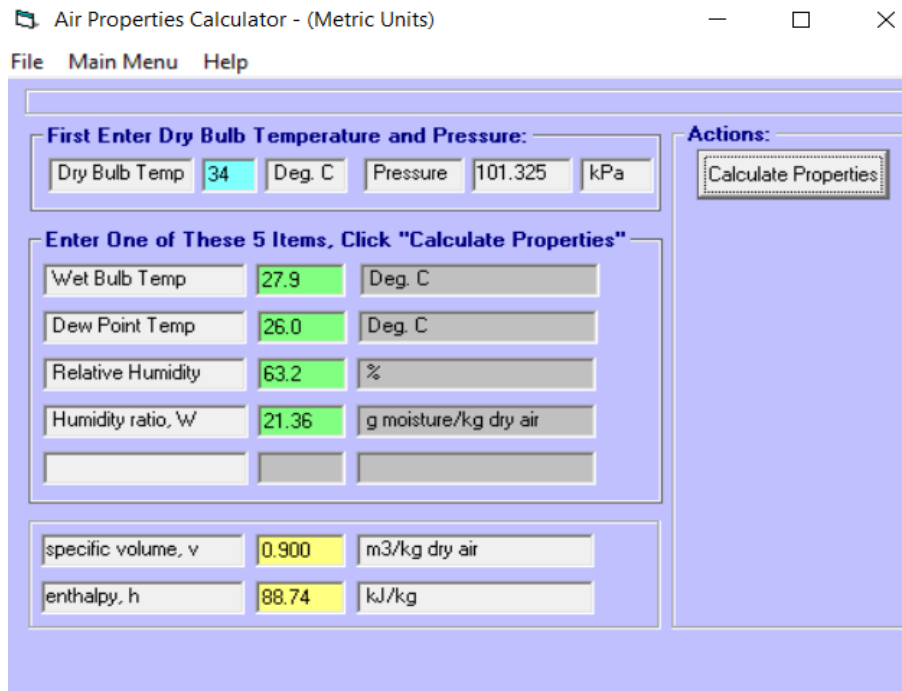 Air Properties Calculator - (Metric Units)
File Main Menu Help
First Enter Dry Bulb Temperature and Pressure:
Dry Bulb Temp 34 Deg. C Pressure 101.325 kPa
Actions:
Calculate Properties
Enter One of These 5 Items, Click "Calculate Properties"
Wet Bulb Temp 27.9 Deg. C
Dew Point Temp 26.0 Deg. C
Relative Humidity 63.2 %
Humidity ratio, W 21.36 g moisture/kg dry air
specific volume, v 0.900 m3/kg dry air
enthalpy, h 88.74 kJ/kg